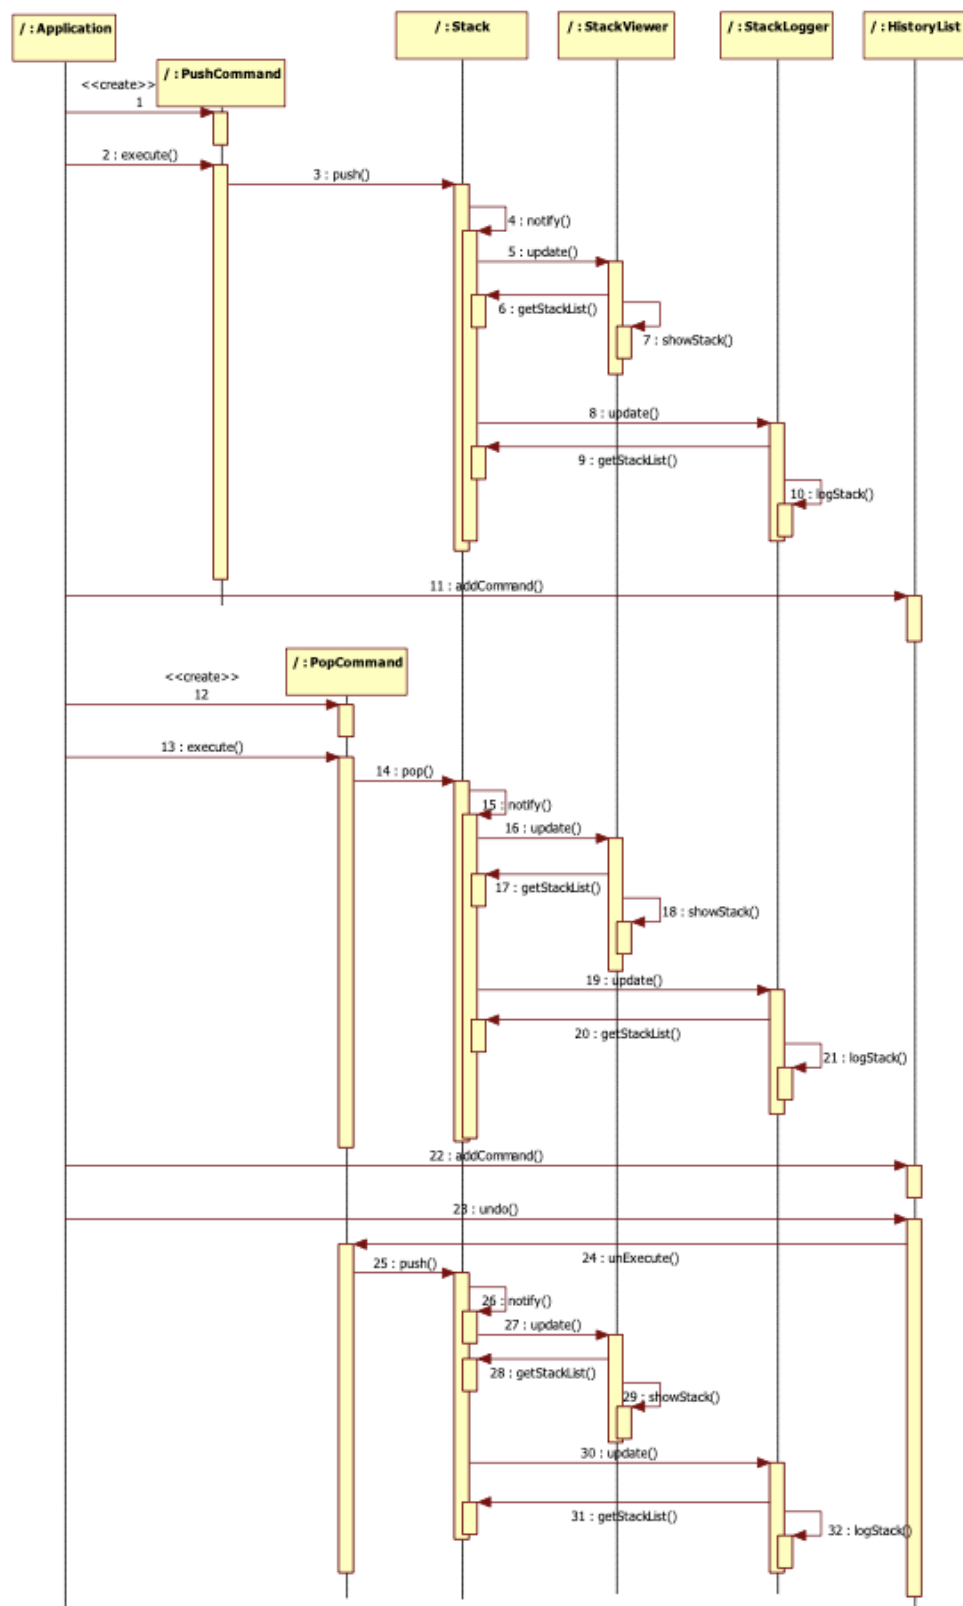 / : Application
/ : Stack
/ : StackViewer
/ : StackLogger
/ : HistoryList
/ : PushCommand
<<create>>
1
2 : execute()
3 : push()
4 : notify()
5 : update()
6 : getStackList()
7 : showStack()
8 : update()
9 : getStackList()
10 : logStack()
11 : addCommand()
/ : PopCommand
<<create>>
12
13 : execute()
14 : pop()
15 : notify()
16 : update()
17 : getStackList()
18 : showStack()
19 : update()
20 : getStackList()
21 : logStack()
22 : addCommand()
23 : undo()
24 : unExecute()
25 : push()
26 : notify()
27 : update()
28 : getStackList()
29 : showStack()
30 : update()
31 : getStackList()
32 : logStack()